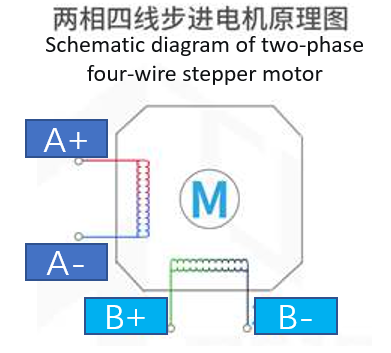 两相四线步进电机原理图
Schematic diagram of two-phase
four-wire stepper motor
A+
M
A-
B+
B-